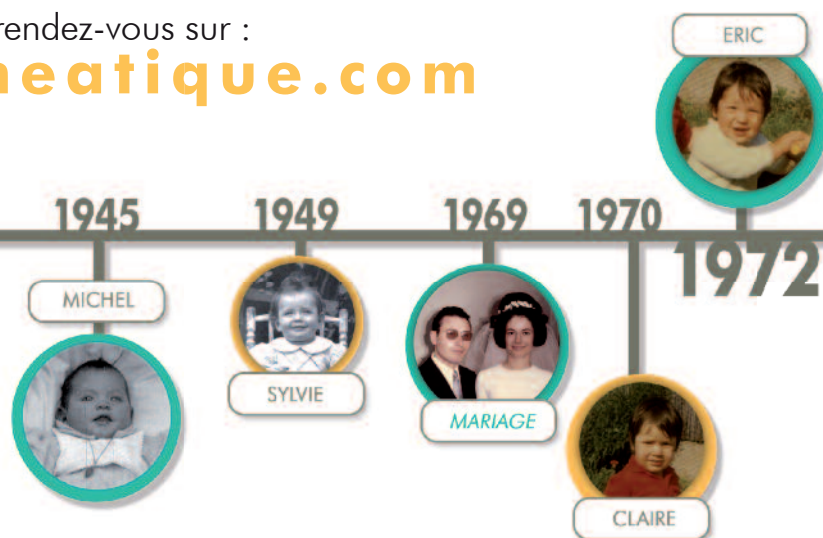 rendez-vous sur :
neatique.com
ERIC
1945 1949 1969 1970
1972
MICHEL
SYLVIE
MARIAGE
CLAIRE